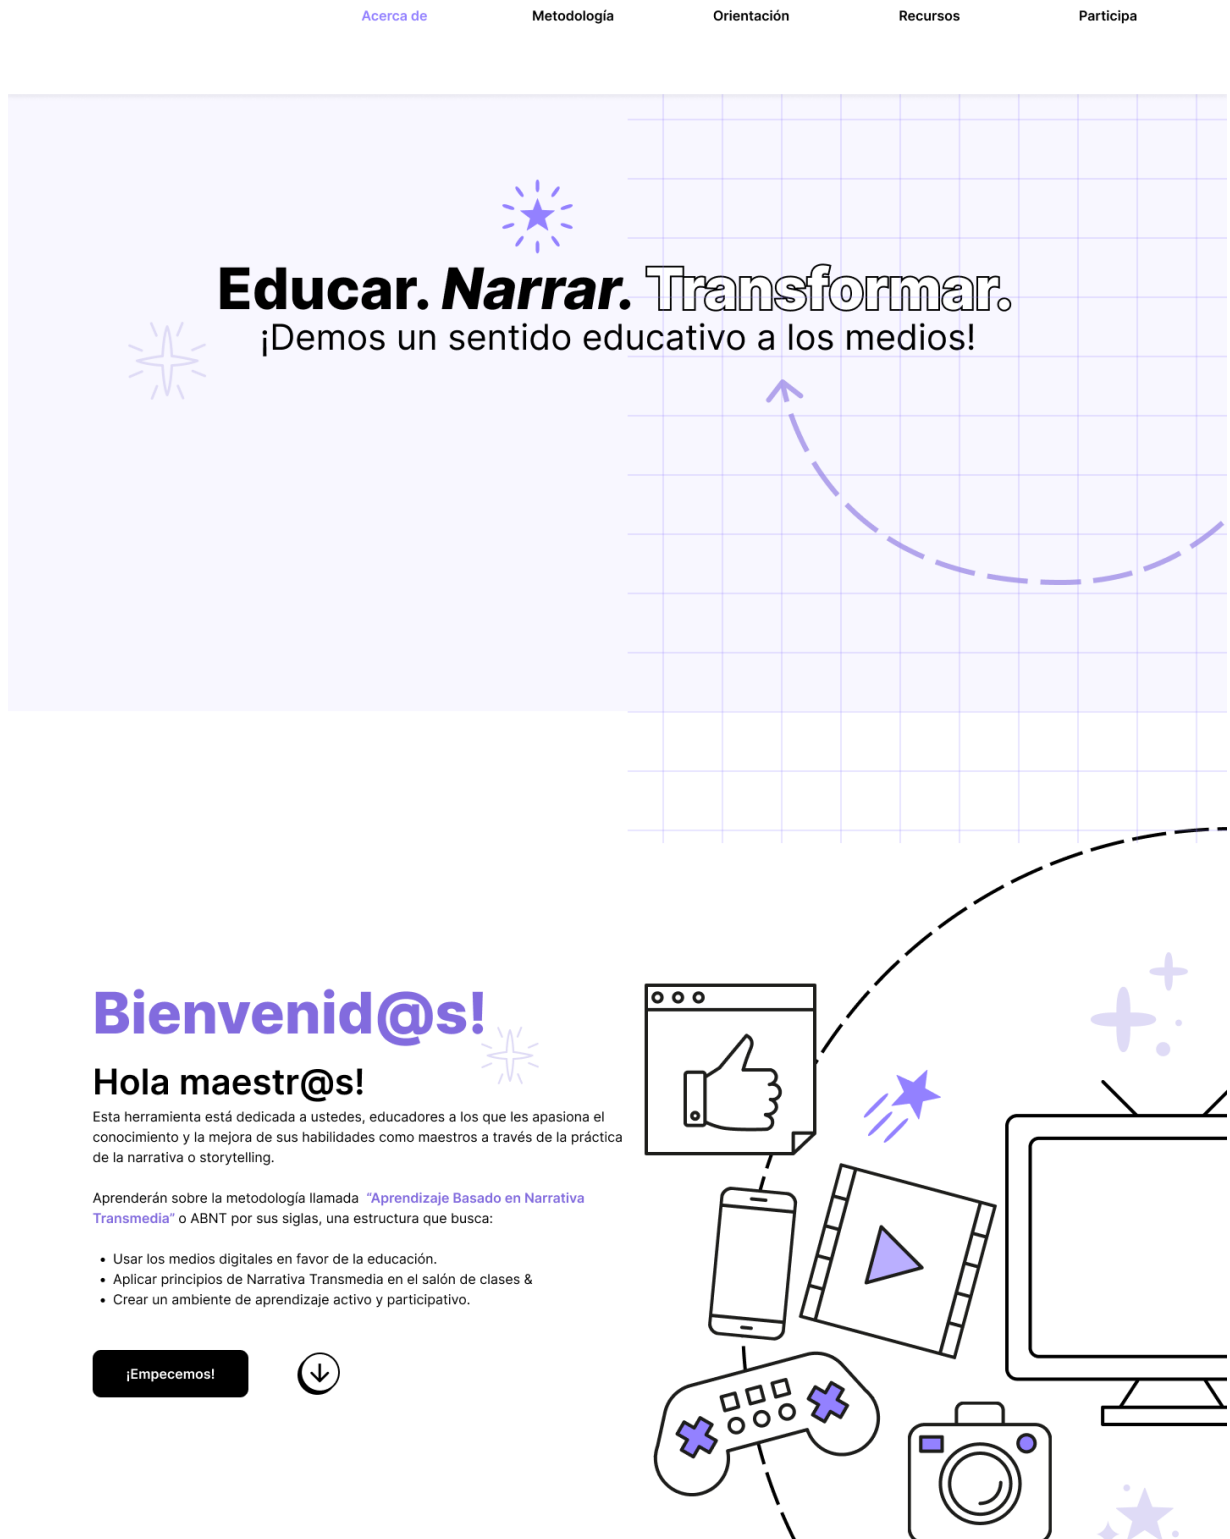 Acerca de Metodología Orientación Recursos Participa
Educar. Narrar. Transformar.
¡Demos un sentido educativo a los medios!
Bienvenid@s!
Hola maestr@s!
Esta herramienta está dedicada a ustedes, educadores a los que les apasiona el
conocimiento y la mejora de sus habilidades como maestros a través de la práctica
de la narrativa o storytelling.
Aprenderán sobre la metodología llamada “Aprendizaje Basado en Narrativa
Transmedia” o ABNT por sus siglas, una estructura que busca:
• Usar los medios digitales en favor de la educación.
• Aplicar principios de Narrativa Transmedia en el salón de clases &
• Crear un ambiente de aprendizaje activo y participativo.
¡Empecemos!